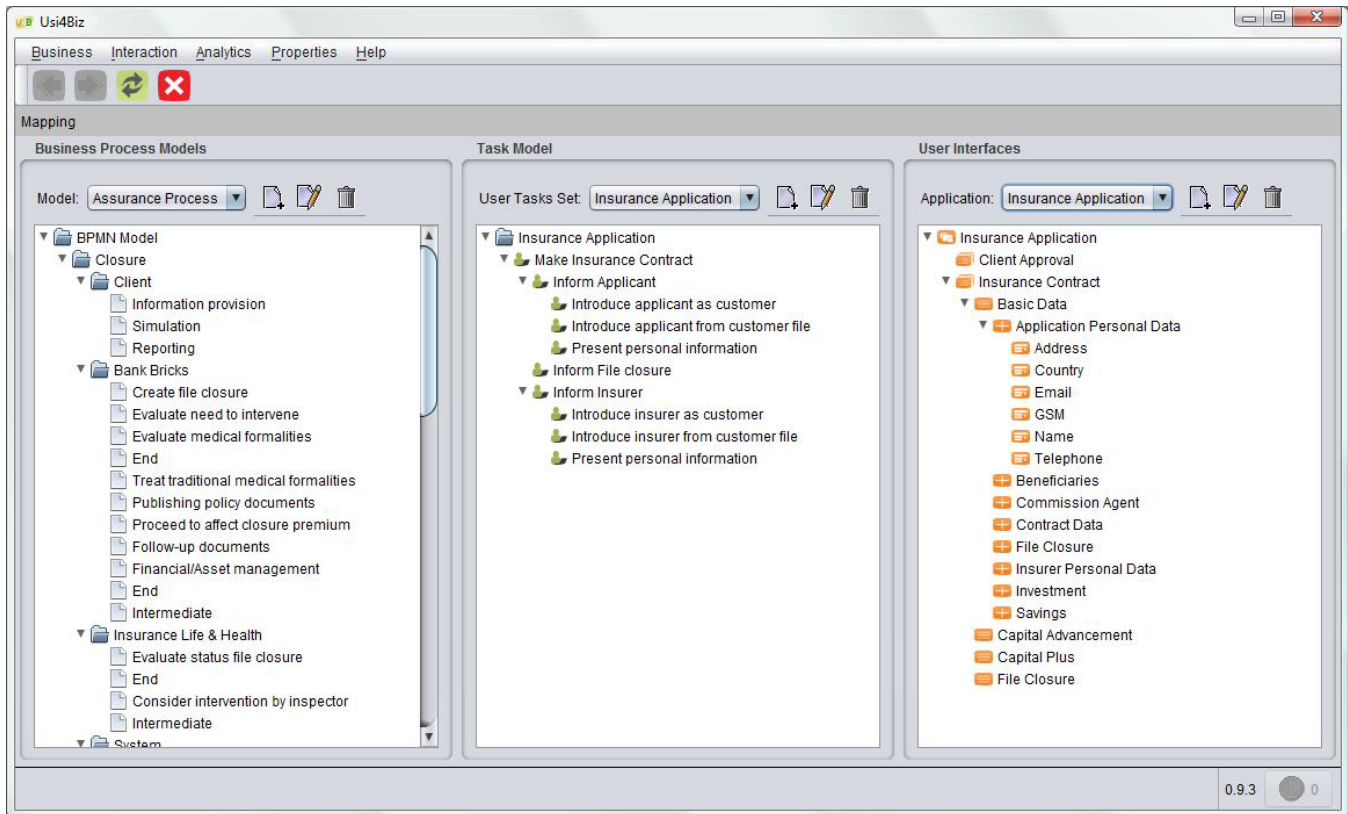 UB Usi4Biz
Business Interaction Analytics Properties Help
Mapping
Business Process Models
Model: Assurance Process
BPMN Model
Closure
Client
Information provision
Simulation
Reporting
Bank Bricks
Create file closure
Evaluate need to intervene
Evaluate medical formalities
End
Treat traditional medical formalities
Publishing policy documents
Proceed to affect closure premium
Follow-up documents
Financial/Asset management
End
Intermediate
Insurance Life & Health
Evaluate status file closure
End
Consider intervention by inspector
Intermediate
System
Task Model
User Tasks Set: Insurance Application
Insurance Application
Make Insurance Contract
Inform Applicant
Introduce applicant as customer
Introduce applicant from customer file
Present personal information
Inform File closure
Inform Insurer
Introduce insurer as customer
Introduce insurer from customer file
Present personal information
User Interfaces
Application: Insurance Application
Insurance Application
Client Approval
Insurance Contract
Basic Data
Application Personal Data
Address
Country
Email
GSM
Name
Telephone
Beneficiaries
Commission Agent
Contract Data
File Closure
Insurer Personal Data
Investment
Savings
Capital Advancement
Capital Plus
File Closure
0.9.3 0